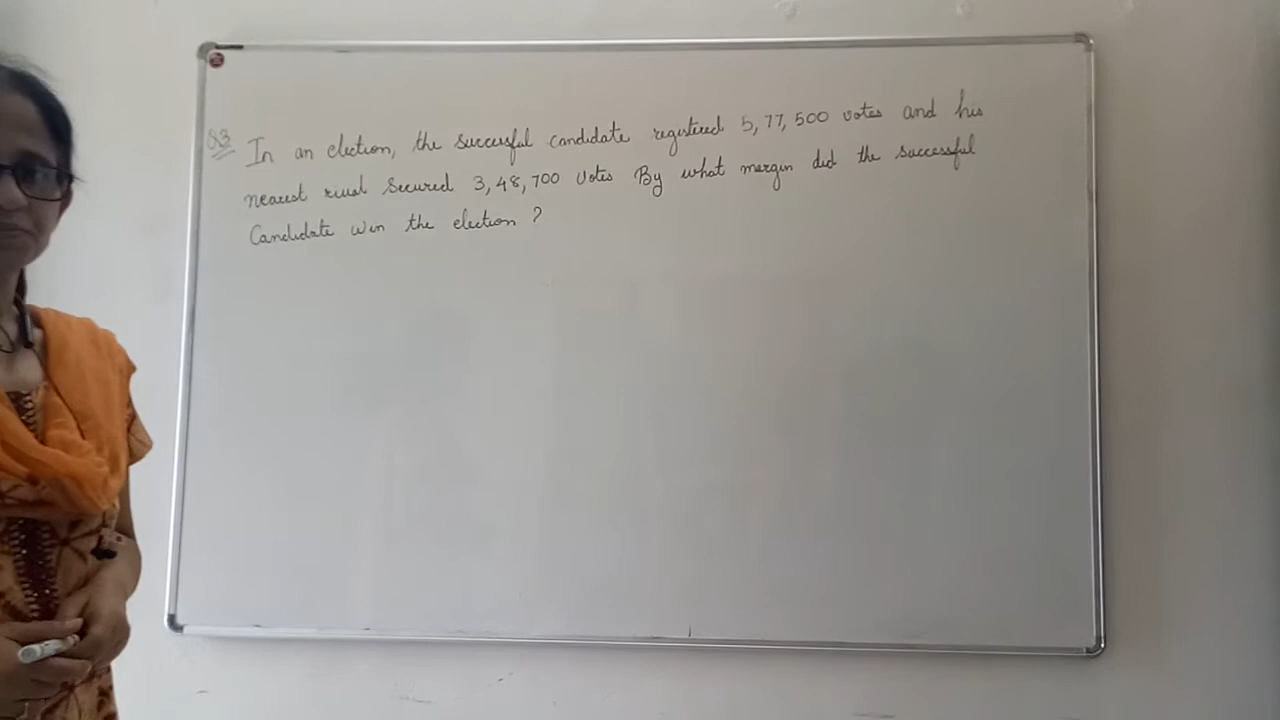 Q3 In an election, the successful candidate registered 5,77,500 votes and his
nearest rival secured 3,48,700 votes By what margin did the successful
Candidate win the election ?